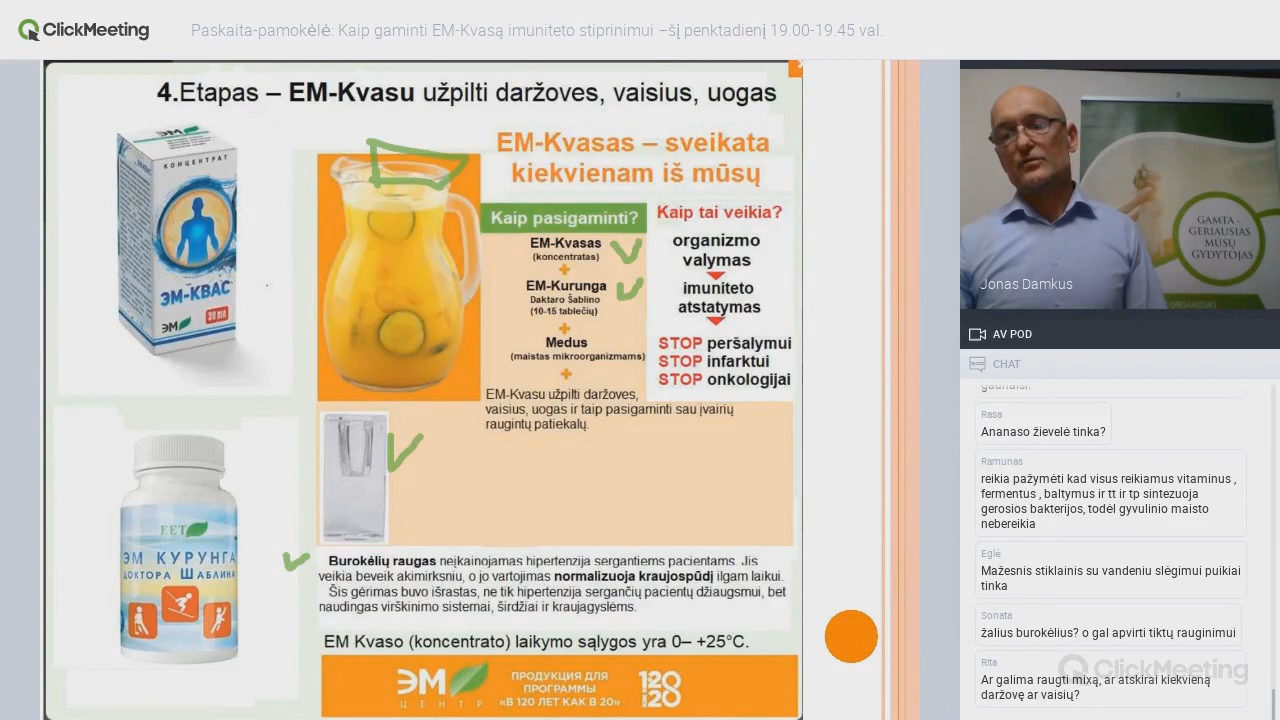 ClickMeeting
Paskaita-pamokėlė: Kaip gaminti EM-Kvasą imuniteto stiprinimui –šį penktadienį 19.00-19.45 val.
4.Etapas – EM-Kvasu užpilti daržoves, vaisius, uogas
ЭМ
КОНЦЕНТРАТ
ЭМ-КВАС
30 мл
ЭМ
EM-Kvasas – sveikata
kiekvienam iš mūsų
Kaip pasigaminti?
EM-Kvasas
(koncentratas)
EM-Kurunga
Daktaro Šablino
(10-15 tablečių)
Medus
(maistas mikroorganizmams)
EM-Kvasu užpilti daržoves,
vaisius, uogas ir taip pasigaminti sau įvairių
raugintų patiekalų.
Kaip tai veikia?
organizmo
valymas
imuniteto
atstatymas
STOP peršalymui
STOP infarktui
STOP onkologijai
EET
ЭМ КУРУНГА
ДОКТОРА ШАБЛИНА
Burokėlių raugas neįkainojamas hipertenzija sergantiems pacientams. Jis
veikia beveik akimirksniu, o jo vartojimas normalizuoja kraujospūdį ilgam laikui.
Šis gėrimas buvo išrastas, ne tik hipertenzija sergančių pacientų džiaugsmui, bet
naudingas virškinimo sistemai, širdžiai ir kraujagyslėms.
EM Kvaso (koncentrato) laikymo sąlygos yra 0– +25°C.
ЭМ
ЦЕНТР
ПРОДУКЦИЯ ДЛЯ
ПРОГРАММЫ
«В 120 ЛЕТ КАК В 20»
120
20
GAMTA -
GERIAUSIAS
MŪSŲ
GYDYTOJAS
ORGANIZMO
Jonas Damkus
AV POD
CHAT
gaunaisi!
Rasa
Ananaso žievelė tinka?
Ramunas
reikia pažymėti kad visus reikiamus vitaminus ,
fermentus , baltymus ir tt ir tp sintezuoja
gerosios bakterijos, todėl gyvulinio maisto
nebereikia
Eglė
Mažesnis stiklainis su vandeniu slėgimui puikiai
tinka
Sonata
žalius burokėlius? o gal apvirti tiktų rauginimui
Rita
Ar galima raugti mixą, ar atskirai kiekvieną
daržovę ar vaisių?
ClickMeeting